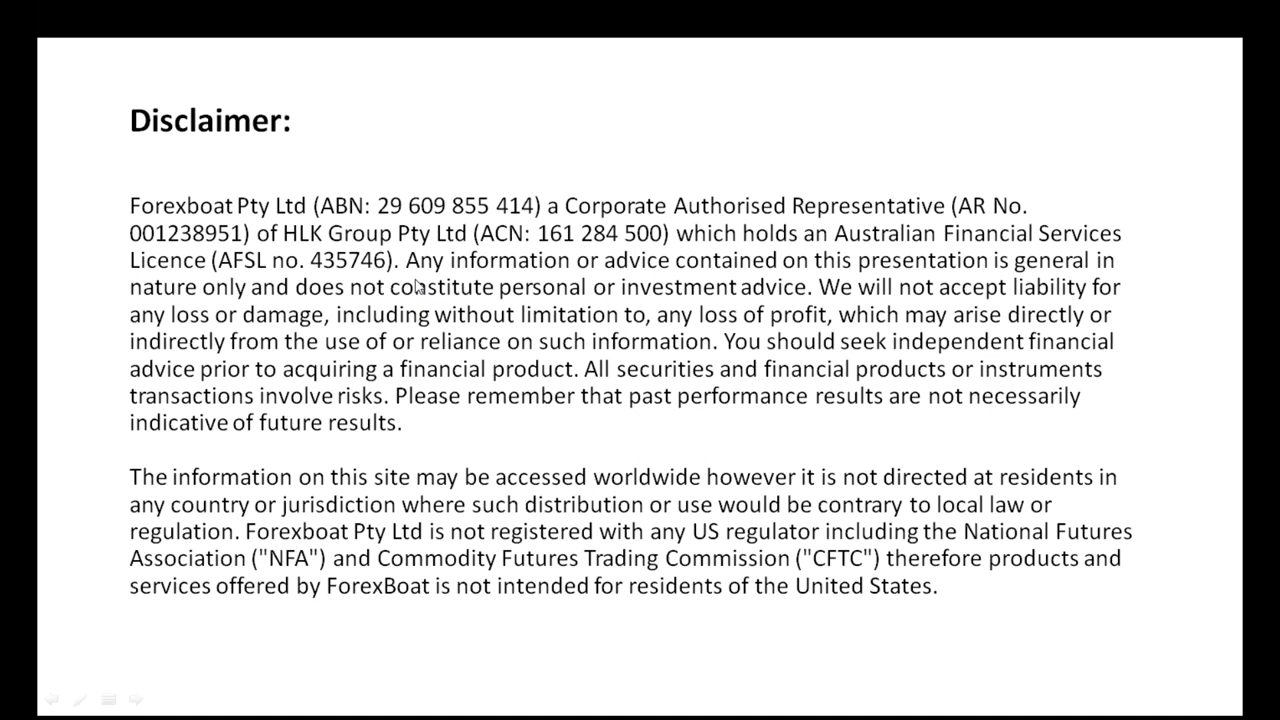 Disclaimer:
Forexboat Pty Ltd (ABN: 29 609 855 414) a Corporate Authorised Representative (AR No.
001238951) of HLK Group Pty Ltd (ACN: 161 284 500) which holds an Australian Financial Services
Licence (AFSL no. 435746). Any information or advice contained on this presentation is general in
nature only and does not constitute personal or investment advice. We will not accept liability for
any loss or damage, including without limitation to, any loss of profit, which may arise directly or
indirectly from the use of or reliance on such information. You should seek independent financial
advice prior to acquiring a financial product. All securities and financial products or instruments
transactions involve risks. Please remember that past performance results are not necessarily
indicative of future results.
The information on this site may be accessed worldwide however it is not directed at residents in
any country or jurisdiction where such distribution or use would be contrary to local law or
regulation. Forexboat Pty Ltd is not registered with any US regulator including the National Futures
Association ("NFA") and Commodity Futures Trading Commission ("CFTC") therefore products and
services offered by ForexBoat is not intended for residents of the United States.